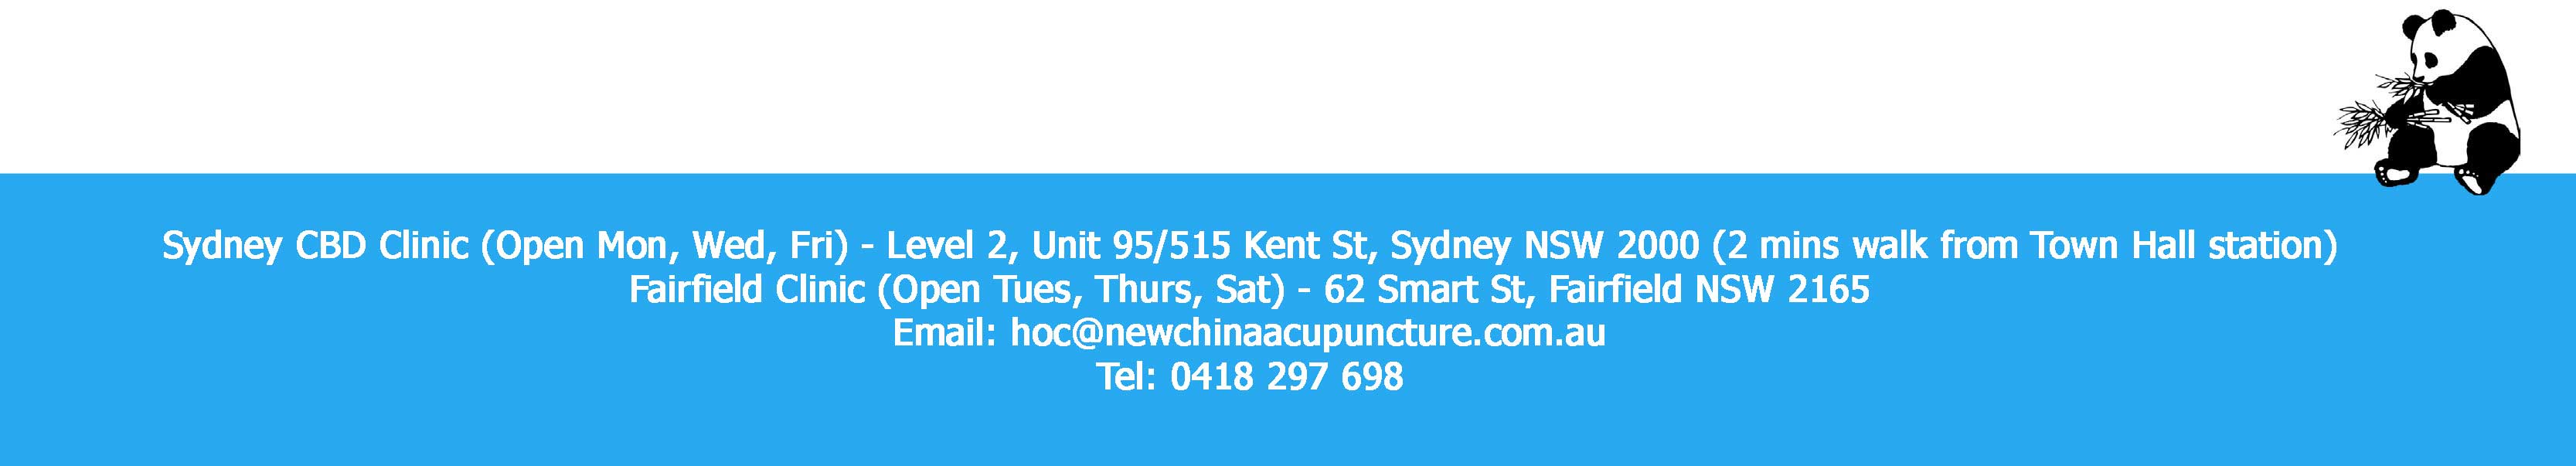 Sydney CBD Clinic (Open Mon, Wed, Fri) - Level 2, Unit 95/515 Kent St, Sydney NSW 2000 (2 mins walk from Town Hall station)
Fairfield Clinic (Open Tues, Thurs, Sat) - 62 Smart St, Fairfield NSW 2165
Email: hoc@newchinaacupuncture.com.au
Tel: 0418 297 698